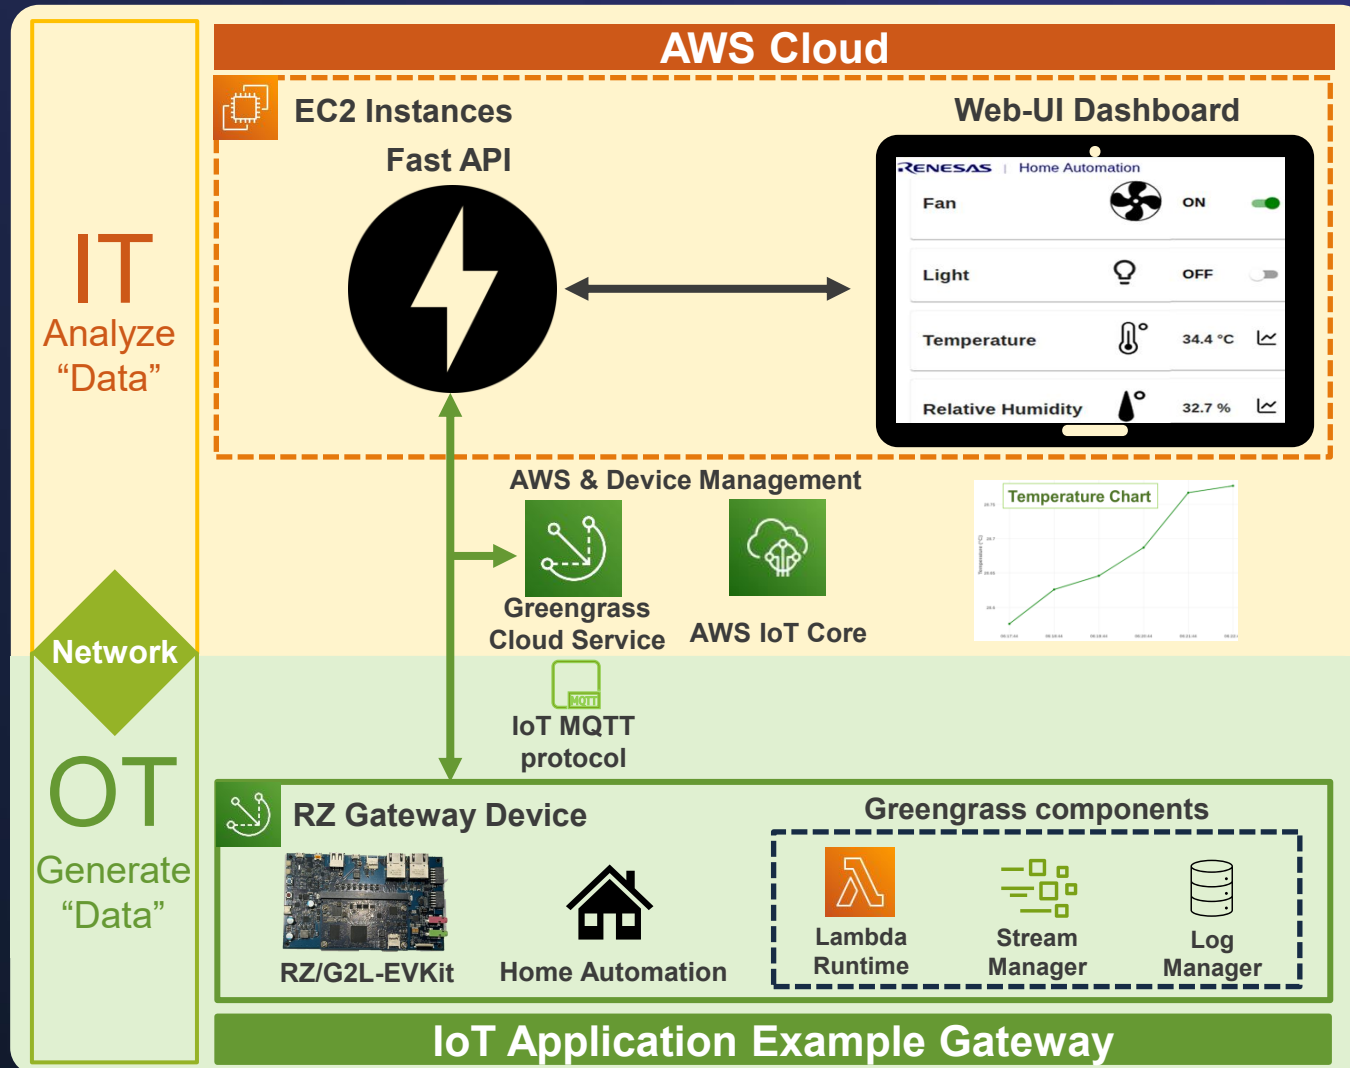 AWS Cloud
EC2 Instances
Fast API
Web-UI Dashboard
RENESAS | Home Automation
Fan ON
Light OFF
Temperature 34.4 °C
Relative Humidity 32.7 %
IT
Analyze
“Data”
AWS & Device Management
Greengrass
Cloud Service
AWS IoT Core
Temperature Chart
Temperature (°C)
Network
MQTT
IoT MQTT
protocol
OT
Generate
“Data”
RZ Gateway Device
RZ/G2L-EVKit
Home Automation
Greengrass components
Lambda
Runtime
Stream
Manager
Log
Manager
IoT Application Example Gateway